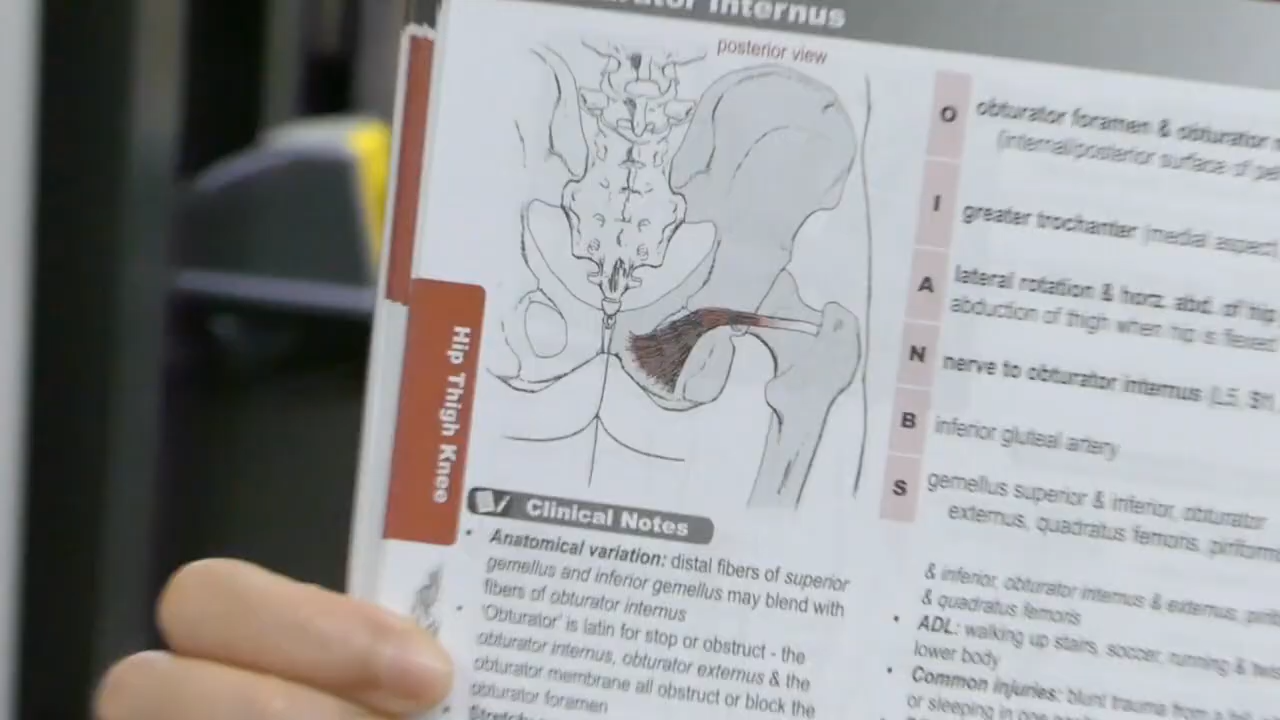 Internus
posterior view
O
obturator foramen & obturator
(internal/posterior surface of
I
greater trochanter (medial aspect)
A
lateral rotation & horz. abd. of hip
abduction of thigh when hip is flexed
N
nerve to obturator internus (L5, S1,
B
inferior gluteal artery
S
gemellus superior & inferior, obturator
externus, quadratus femoris,
Hip Thigh Knee
Clinical Notes
• Anatomical variation: distal fibers of superior
gemellus and inferior gemellus may blend with
fibers of obturator internus
• 'Obturator' is latin for stop or obstruct - the
obturator internus, obturator externus & the
obturator membrane all obstruct or block the
obturator foramen
& inferior, obturator internus & externus,
& quadratus femoris
• ADL: walking up stairs, soccer, running &
lower body
• Common injuries: blunt trauma from a
or sleeping in one